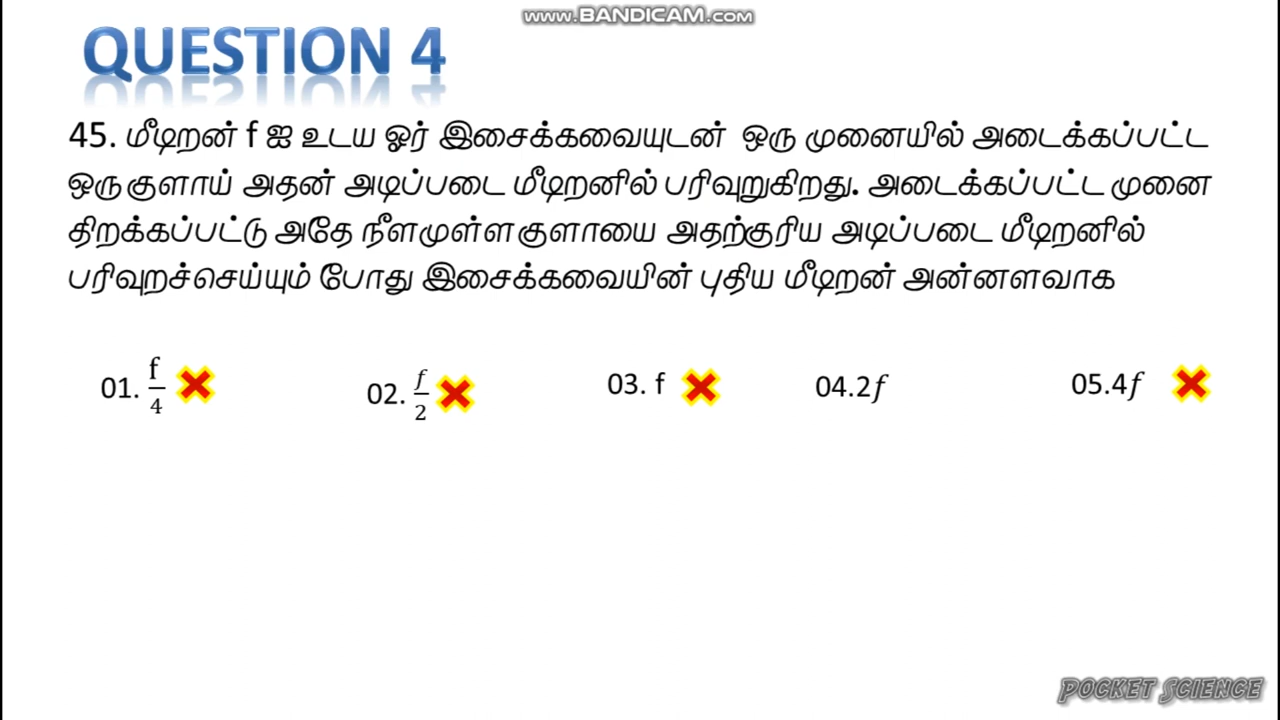 www.BANDICAM.com
QUESTION 4
45. மீடிறன் f ஐ உடய ஓர் இசைக்கவையுடன் ஒரு முனையில் அடைக்கப்பட்ட
ஒரு குளாய் அதன் அடிப்படை மீடிறனில் பரிவுறுகிறது. அடைக்கப்பட்ட முனை
திறக்கப்பட்டு அதே நீளமுள்ள குளாயை அதற்குரிய அடிப்படை மீடிறனில்
பரிவுறச்செய்யும் போது இசைக்கவையின் புதிய மீடிறன் அன்னளவாக
01. f/4 02. f/2 03. f 04.2f 05.4f
POCKET SCIENCE